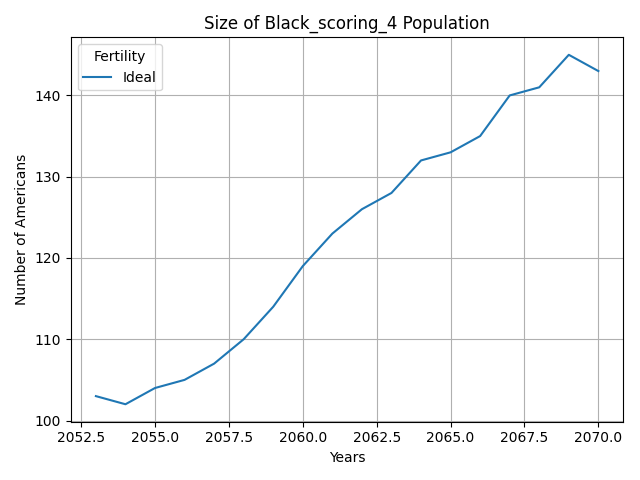 Size of Black_scoring_4 Population
Fertility
Ideal
Number of Americans
140
130
120
110
100
2052.5 2055.0 2057.5 2060.0 2062.5 2065.0 2067.5 2070.0
Years